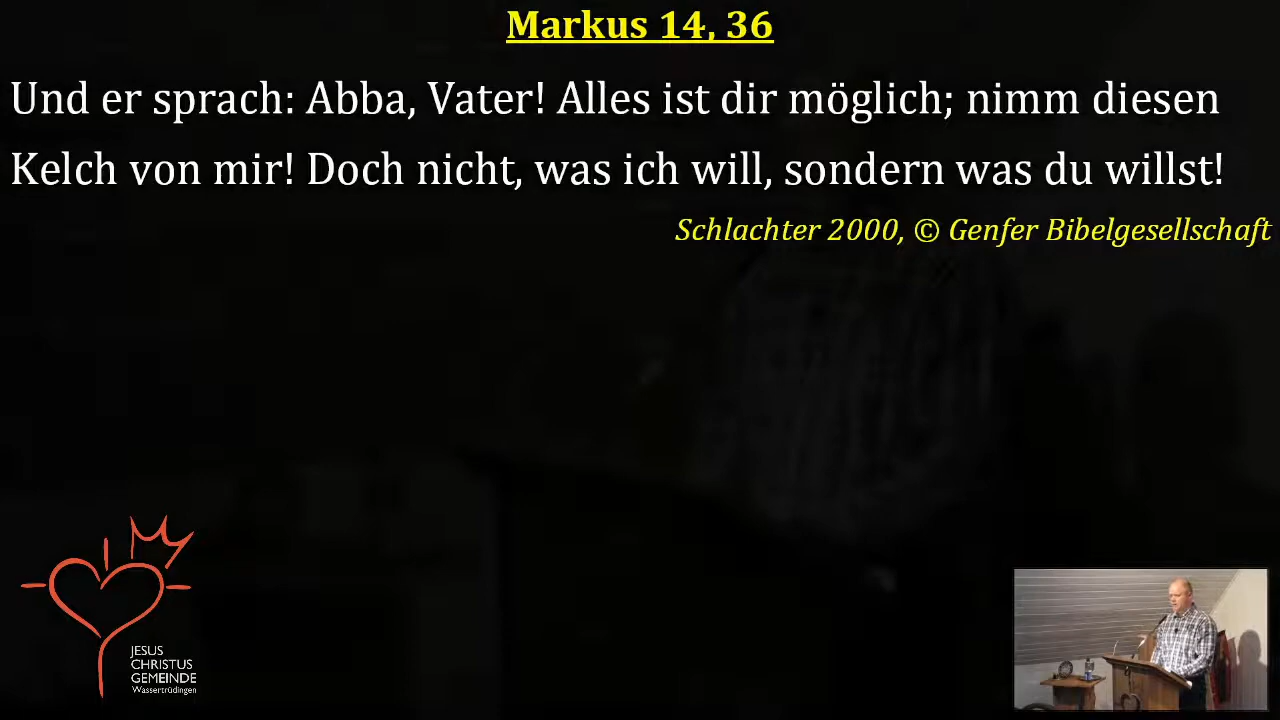 Markus 14, 36
Und er sprach: Abba, Vater! Alles ist dir möglich; nimm diesen
Kelch von mir! Doch nicht, was ich will, sondern was du willst!
Schlachter 2000, © Genfer Bibelgesellschaft
JESUS
CHRISTUS
GEMEINDE
Wassertrüdingen